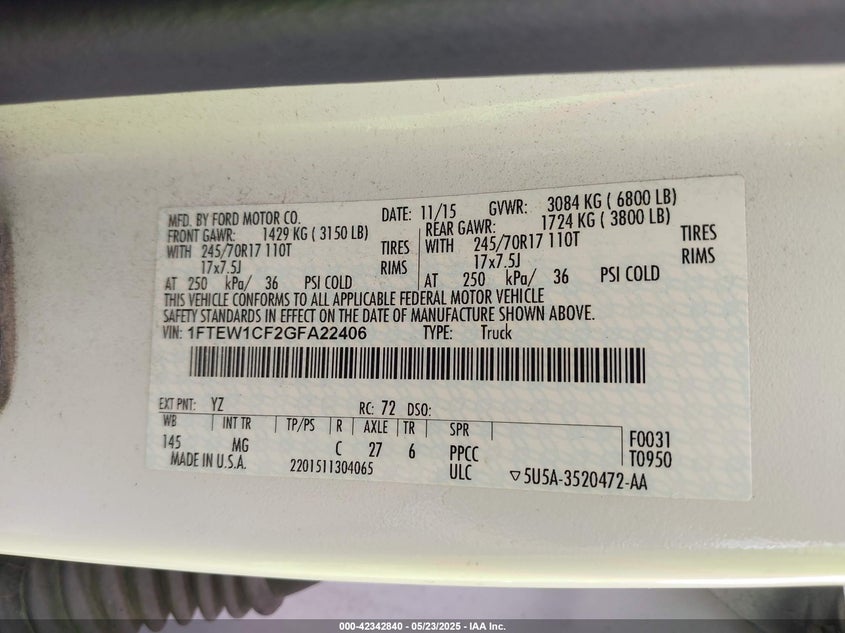 MFD. BY FORD MOTOR CO. DATE: 11/15 GVWR: 3084 KG ( 6800 LB)
FRONT GAWR: 1429 KG ( 3150 LB) REAR GAWR: 1724 KG ( 3800 LB)
WITH 245/70R17 110T TIRES WITH 245/70R17 110T TIRES
17x7.5J RIMS 17x7.5J RIMS
AT 250 kPa/ 36 PSI COLD AT 250 kPa/ 36 PSI COLD
THIS VEHICLE CONFORMS TO ALL APPLICABLE FEDERAL MOTOR VEHICLE
SAFETY STANDARDS IN EFFECT ON THE DATE OF MANUFACTURE SHOWN ABOVE.
VIN: 1FTEW1CF2GFA22406 TYPE: Truck
EXT PNT: YZ RC: 72 DSO:
WB INT TR TP/PS R AXLE TR SPR F0031
145 MG C 27 6 PPCC T0950
MADE IN U.S.A. 2201511304065 ULC ▽5U5A-3520472-AA
000-42342840 - 05/23/2025 - IAA Inc.